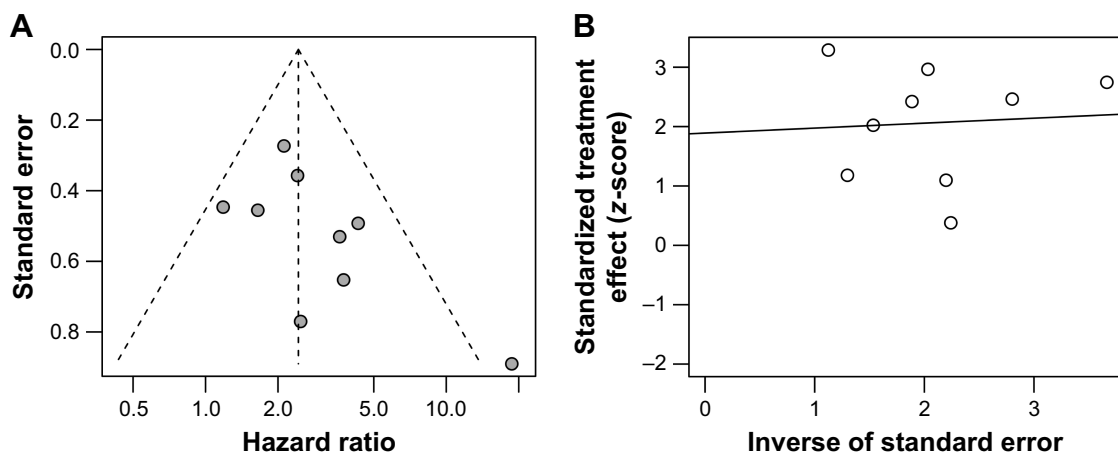 A
0.0
0.2
0.4
0.6
0.8
Standard error
0.5
1.0
2.0
5.0
10.0
Hazard ratio
B
3
2
1
0
–1
–2
Standardized treatment
effect (z-score)
0
1
2
3
Inverse of standard error